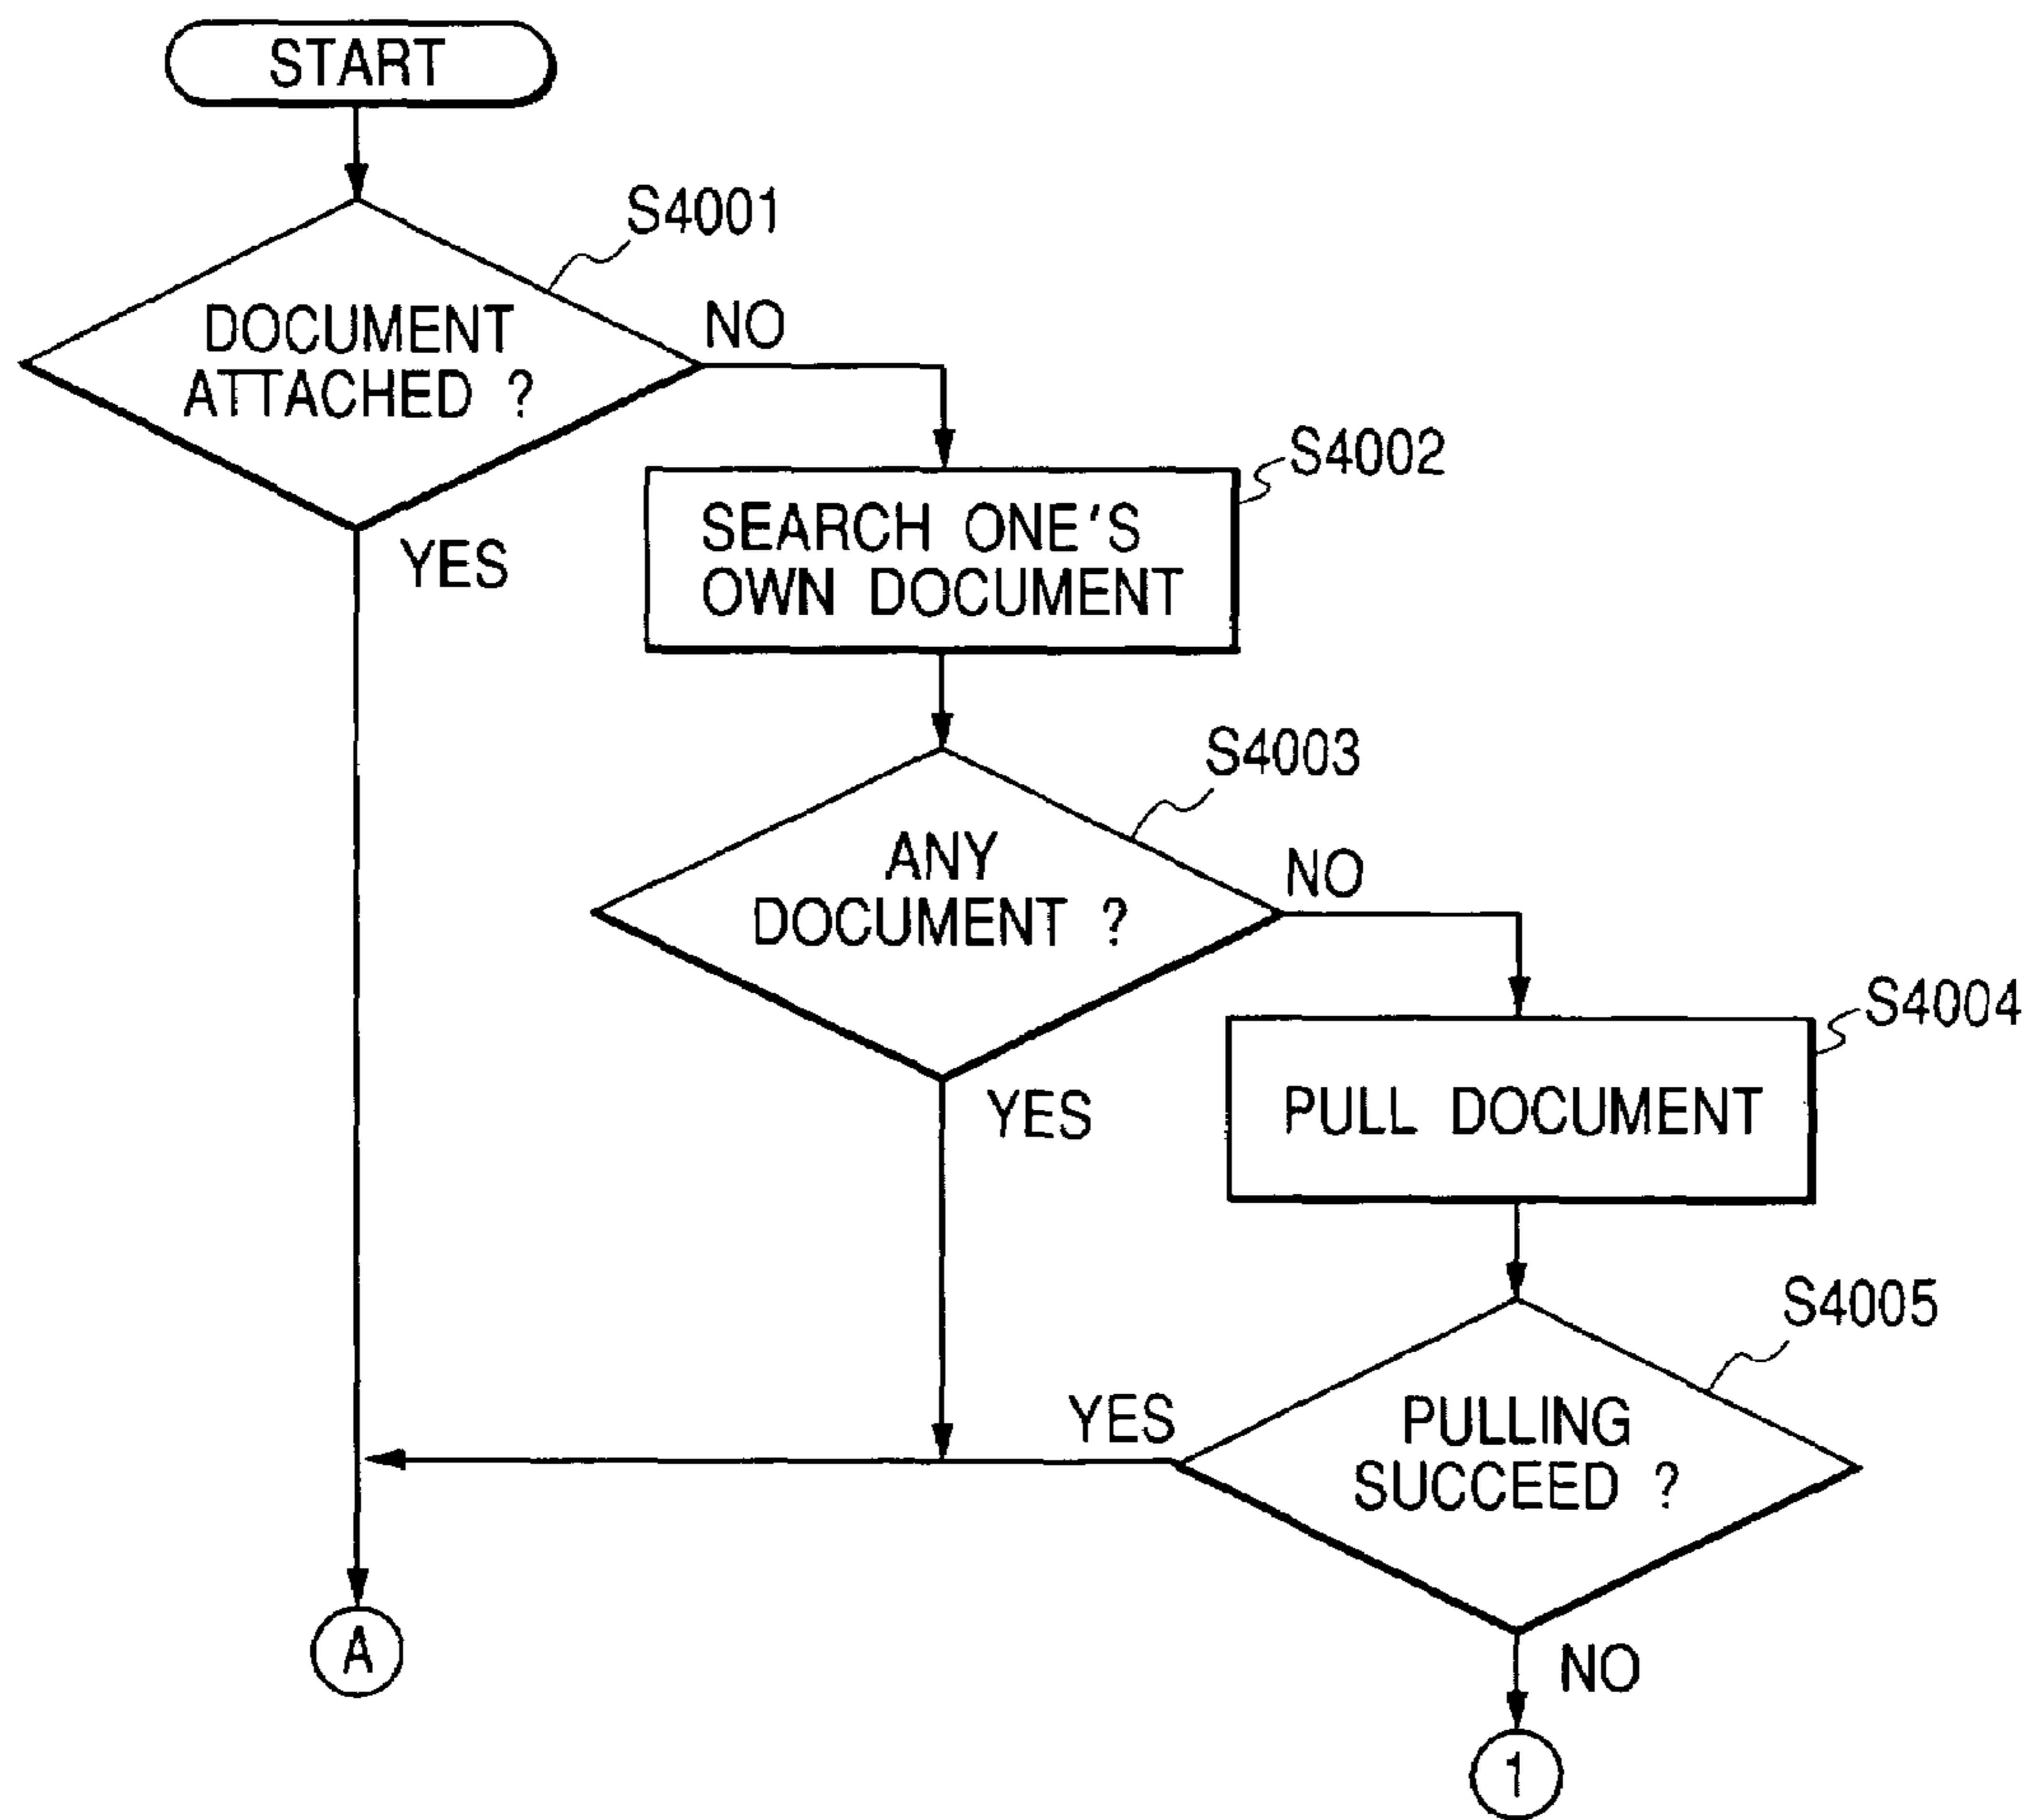 START
S4001
DOCUMENT
ATTACHED ?
NO
YES
S4002
SEARCH ONE'S
OWN DOCUMENT
S4003
ANY
DOCUMENT ?
NO
YES
S4004
PULL DOCUMENT
S4005
PULLING
SUCCEED ?
YES
NO
A
1